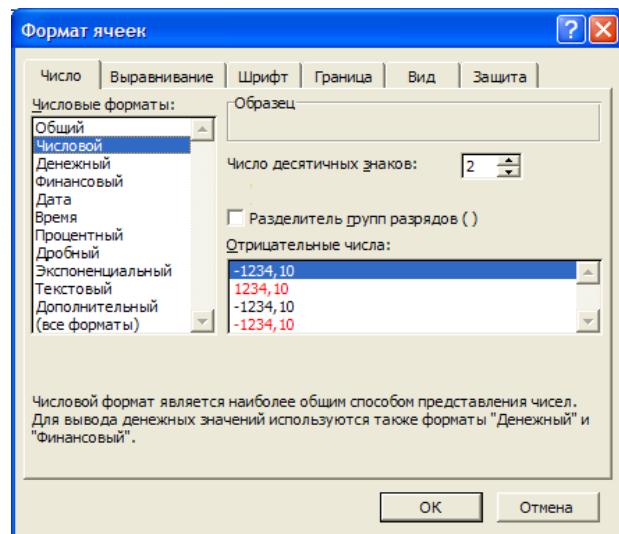 Формат ячеек
Число Выравнивание Шрифт Граница Вид Защита
Числовые форматы:
Общий
Числовой
Денежный
Финансовый
Дата
Время
Процентный
Дробный
Экспоненциальный
Текстовый
Дополнительный
(все форматы)
Образец
Число десятичных знаков: 2
Разделитель групп разрядов ( )
Отрицательные числа:
-1234,10
1234,10
-1234,10
-1234,10
Числовой формат является наиболее общим способом представления чисел.
Для вывода денежных значений используются также форматы "Денежный" и
"Финансовый".
ОК Отмена